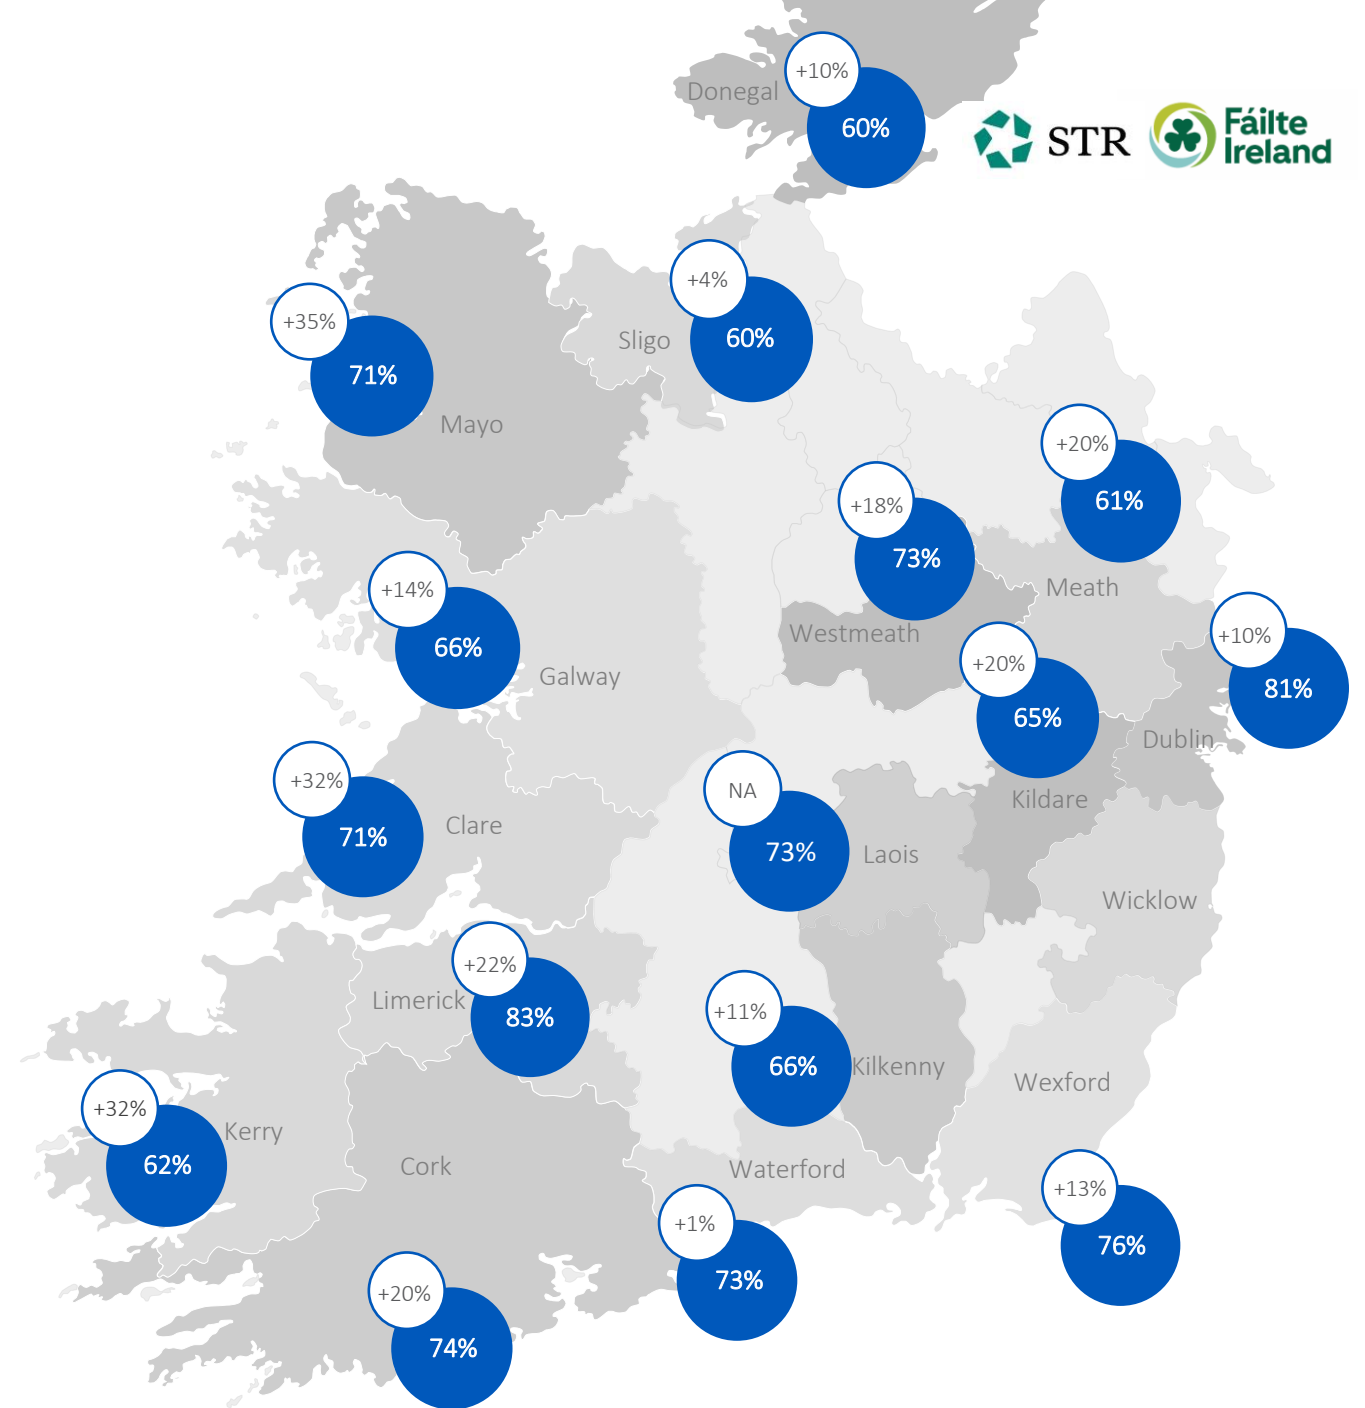 +10%
Donegal
60%
STR
Fáilte
Ireland
+4%
Sligo
60%
+35%
71%
Mayo
+20%
61%
Meath
+18%
73%
Westmeath
+14%
66%
Galway
+10%
81%
Dublin
+20%
65%
Kildare
+32%
71%
Clare
NA
73%
Laois
Wicklow
+22%
Limerick
83%
+11%
66%
Kilkenny
Wexford
+13%
76%
+32%
62%
Kerry
Cork
+20%
74%
Waterford
+1%
73%